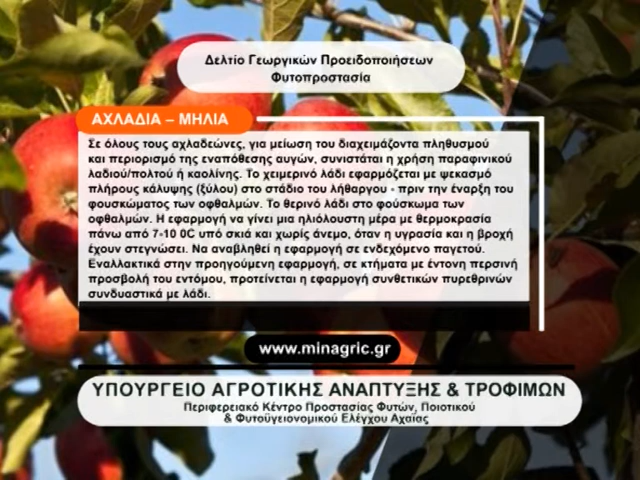 Δελτίο Γεωργικών Προειδοποιήσεων
Φυτοπροστασία
ΑΧΛΑΔΙΑ – ΜΗΛΙΑ
Σε όλους τους αχλαδεώνες, για μείωση του διαχειμάζοντα πληθυσμού
και περιορισμό της εναπόθεσης αυγών, συνιστάται η χρήση παραφινικού
λαδιού/πολτού ή καολίνης. Το χειμερινό λάδι εφαρμόζεται με ψεκασμό
πλήρους κάλυψης (ξύλου) στο στάδιο του λήθαργου - πριν την έναρξη του
φουσκώματος των οφθαλμών. Το θερινό λάδι στο φούσκωμα των
οφθαλμών. Η εφαρμογή να γίνει μια ηλιόλουστη μέρα με θερμοκρασία
πάνω από 7-10 0C υπό σκιά και χωρίς άνεμο, όταν η υγρασία και η βροχή
έχουν στεγνώσει. Να αναβληθεί η εφαρμογή σε ενδεχόμενο παγετού.
Εναλλακτικά στην προηγούμενη εφαρμογή, σε κτήματα με έντονη περσινή
προσβολή του εντόμου, προτείνεται η εφαρμογή συνθετικών πυρεθρινών
συνδυαστικά με λάδι.
www.minagric.gr
ΥΠΟΥΡΓΕΙΟ ΑΓΡΟΤΙΚΗΣ ΑΝΑΠΤΥΞΗΣ & ΤΡΟΦΙΜΩΝ
Περιφερειακό Κέντρο Προστασίας Φυτών, Ποιοτικού
& Φυτοϋγειονομικού Ελέγχου Αχαΐας